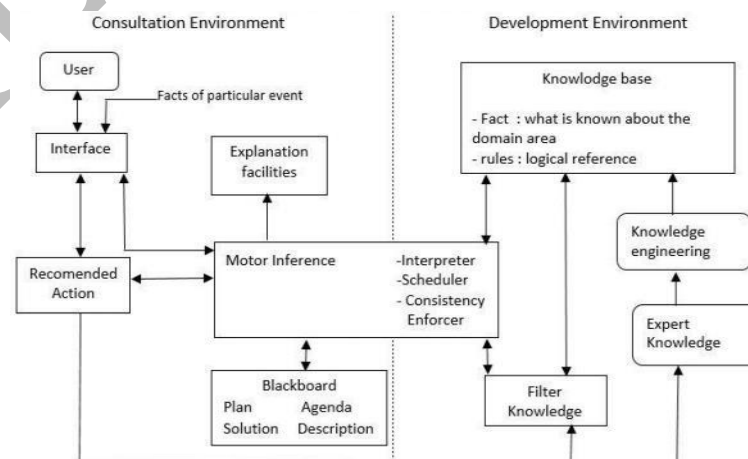 Consultation Environment
Development Environment
User
Facts of particular event
Interface
Explanation
facilities
Knowlodge base
- Fact : what is known about the
domain area
- rules : logical reference
Knowledge
engineering
Motor Inference
-Interpreter
-Scheduler
- Consistency
Enforcer
Recomended
Action
Expert
Knowledge
Blackboard
Plan Agenda
Solution Description
Filter
Knowledge